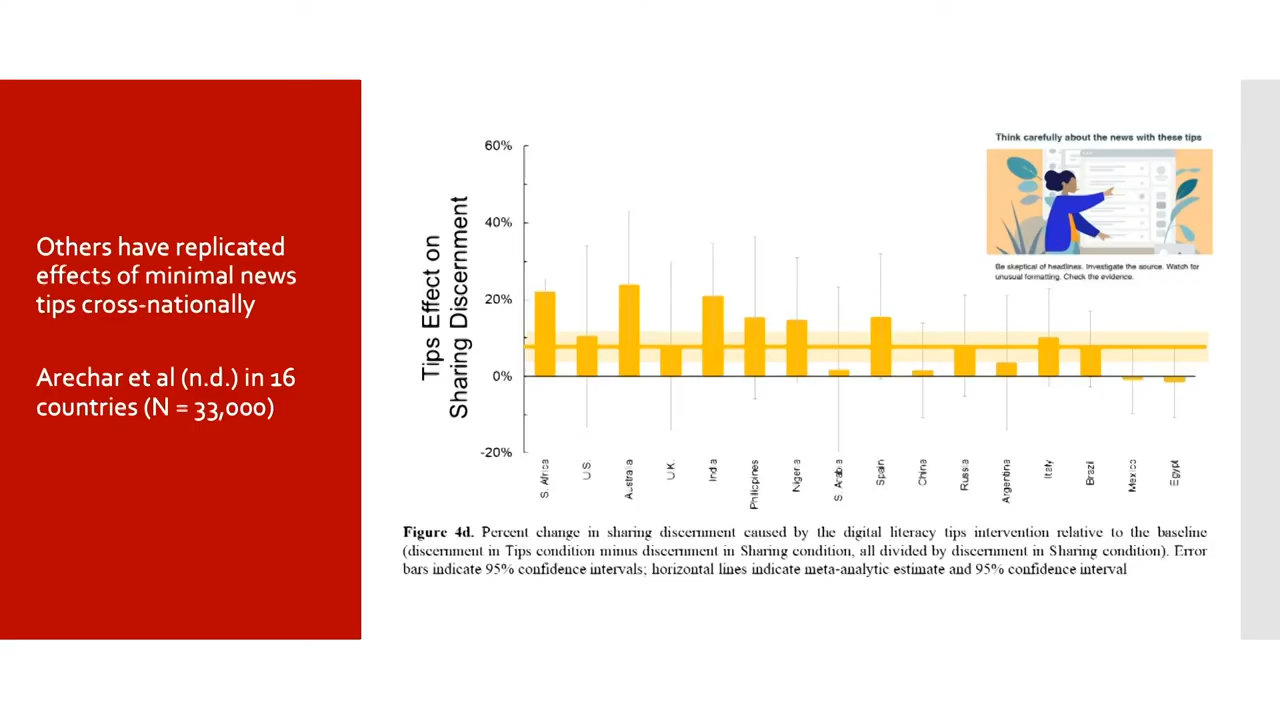 Others have replicated
effects of minimal news
tips cross-nationally
Arechar et al (n.d.) in 16
countries (N = 33,000)
Tips Effect on
Sharing Discernment
60%
40%
20%
0%
-20%
S. Africa
U.S.
Australia
U.K.
India
Philippines
Nigeria
S. Arabia
Spain
China
Russia
Argentina
Italy
Brazil
Mexico
Egypt
Think carefully about the news with these tips
Be skeptical of headlines. Investigate the source. Watch for
unusual formatting. Check the evidence.
Figure 4d. Percent change in sharing discernment caused by the digital literacy tips intervention relative to the baseline
(discernment in Tips condition minus discernment in Sharing condition, all divided by discernment in Sharing condition). Error
bars indicate 95% confidence intervals; horizontal lines indicate meta-analytic estimate and 95% confidence interval